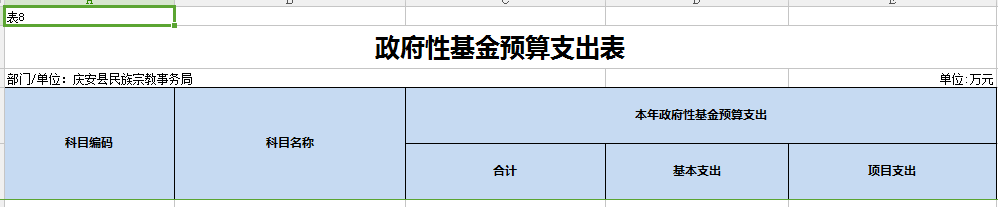 A B C D E
表8
政府性基金预算支出表
部门/单位：庆安县民族宗教事务局 单位:万元
科目编码 科目名称 本年政府性基金预算支出
合计 基本支出 项目支出